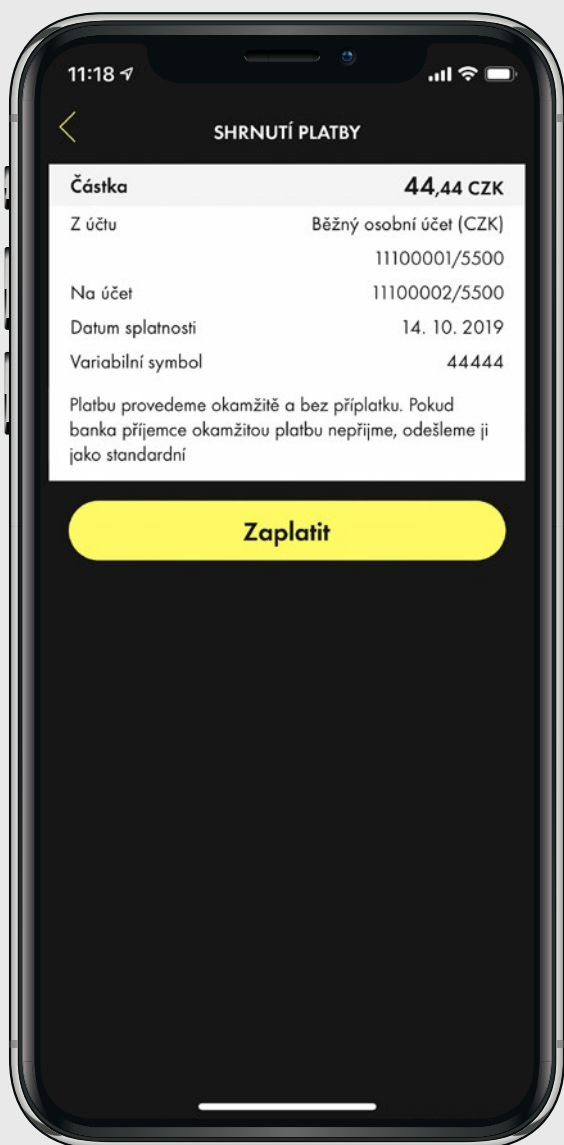 11:18
SHRNUTÍ PLATBY
Částka 44,44 CZK
Z účtu Běžný osobní účet (CZK)
11100001/5500
Na účet 11100002/5500
Datum splatnosti 14. 10. 2019
Variabilní symbol 44444
Platbu provedeme okamžitě a bez příplatku. Pokud
banka příjemce okamžitou platbu nepřijme, odešleme ji
jako standardní
Zaplatit